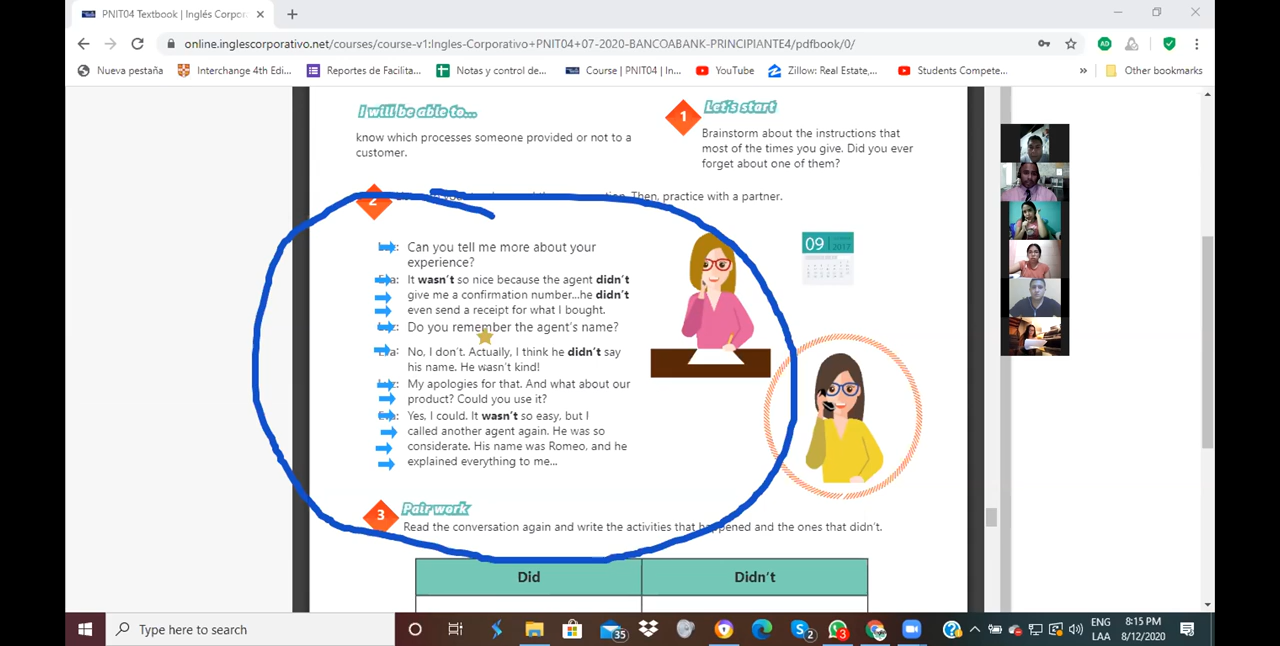 PNIT04 Textbook | Inglés Corpor
online.inglescorporativo.net/courses/course-v1:Ingles-Corporativo+PNIT04+07-2020-BANCOABANK-PRINCIPIANTE4/pdfbook/0/
AD
Nueva pestaña
Interchange 4th Edi...
Reportes de Facilita...
Notas y control de...
Course | PNIT04 | In...
YouTube
Zillow: Real Estate,...
Students Compete...
»
Other bookmarks
I will be able to...
know which processes someone provided or not to a
customer.
1
Let's start
Brainstorm about the instructions that
most of the times you give. Did you ever
forget about one of them?
2
Then, practice with a partner.
Can you tell me more about your
experience?
It wasn't so nice because the agent didn't
give me a confirmation number...he didn't
even send a receipt for what I bought.
Do you remember the agent's name?
No, I don't. Actually, I think he didn't say
his name. He wasn't kind!
My apologies for that. And what about our
product? Could you use it?
Yes, I could. It wasn't so easy, but I
called another agent again. He was so
considerate. His name was Romeo, and he
explained everything to me...
09
2017
3
Pair work
Read the conversation again and write the activities that happened and the ones that didn't.
Did
Didn't
Type here to search
35
2
3
ENG
LAA
8:15 PM
8/12/2020